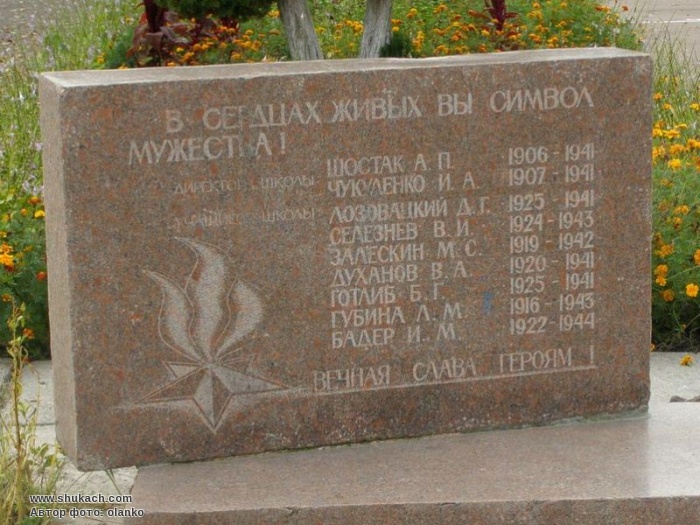 В СЕРДЦАХ ЖИВЫХ ВЫ СИМВОЛ
МУЖЕСТВА!
ШОСТАК А. П. 1906-1941
ДИРЕКТОР ШКОЛЫ ЧУКУЛЕНКО И. А. 1907-1941
УЧАЩИЕСЯ ШКОЛЫ ЛОЗОВАЦКИЙ Д. Г. 1925-1941
СЕЛЕЗНЕВ В. И. 1924-1943
ЗАЛЕСКИН М. С. 1919-1942
ДУХАНОВ В. А. 1920-1941
ГОТЛИБ Б. Г. 1925-1941
ГУБИНА Л. М. 1916-1943
БАДЕР И. М. 1922-1944
ВЕЧНАЯ СЛАВА ГЕРОЯМ!
www.shukach.com
Автор фото: olanko